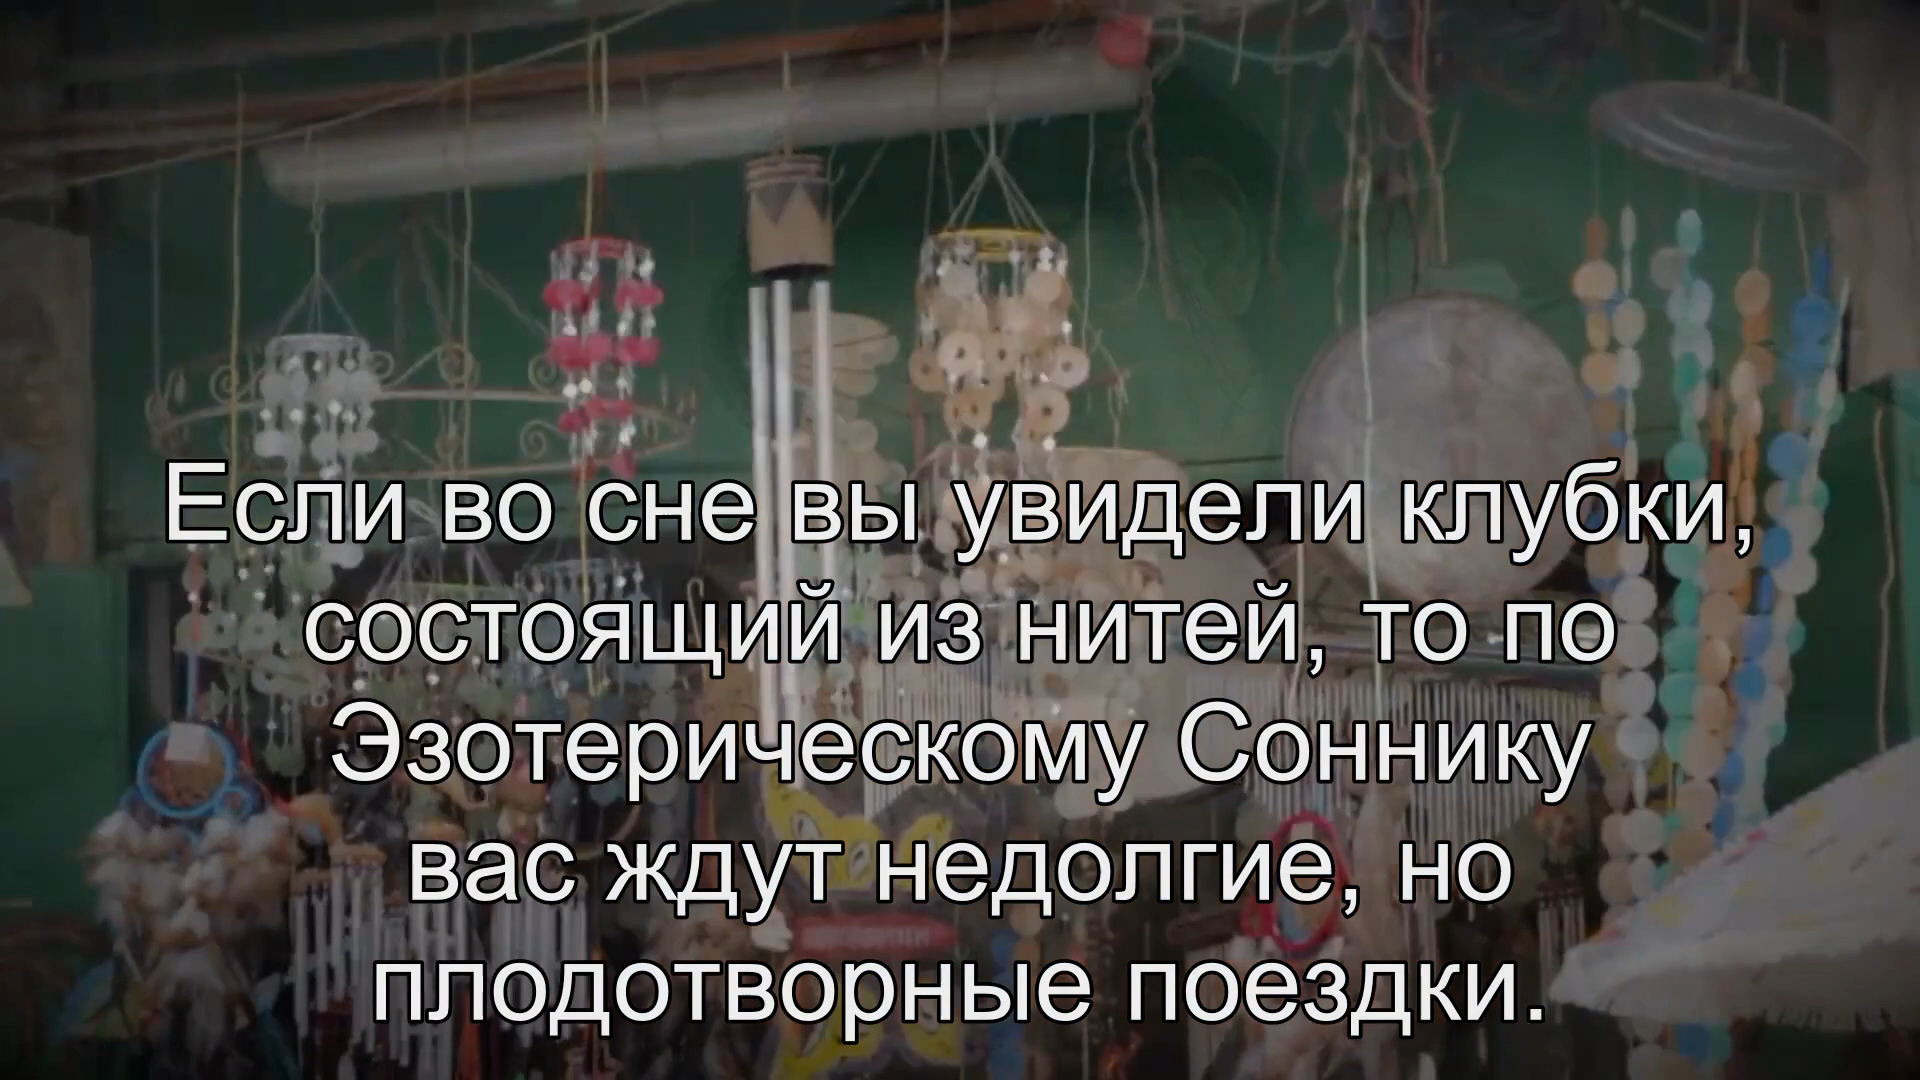 Если во сне вы увидели клубки,
состоящий из нитей, то по
Эзотерическому Соннику
вас ждут недолгие, но
плодотворные поездки.